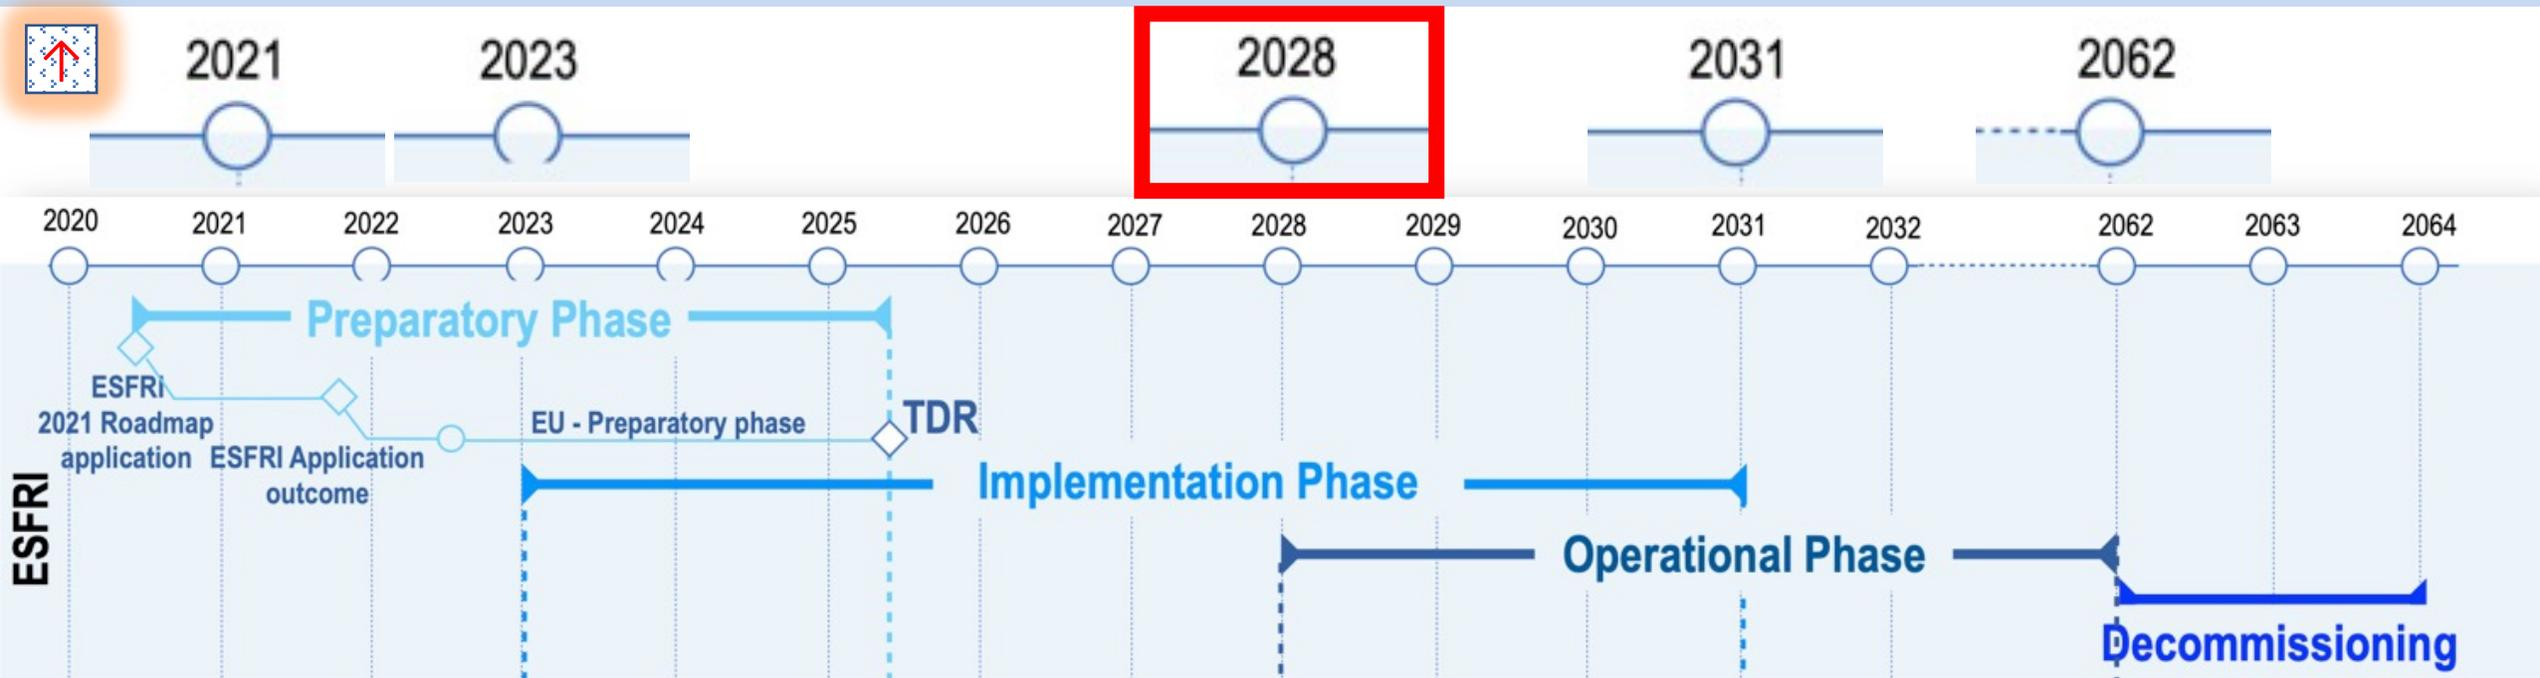 2021 2023 2028 2031 2062
2020 2021 2022 2023 2024 2025 2026 2027 2028 2029 2030 2031 2032 2062 2063 2064
Preparatory Phase
ESFRi
2021 Roadmap
application
ESFRI Application
outcome
EU - Preparatory phase
TDR
Implementation Phase
Operational Phase
Decommissioning
ESFRI